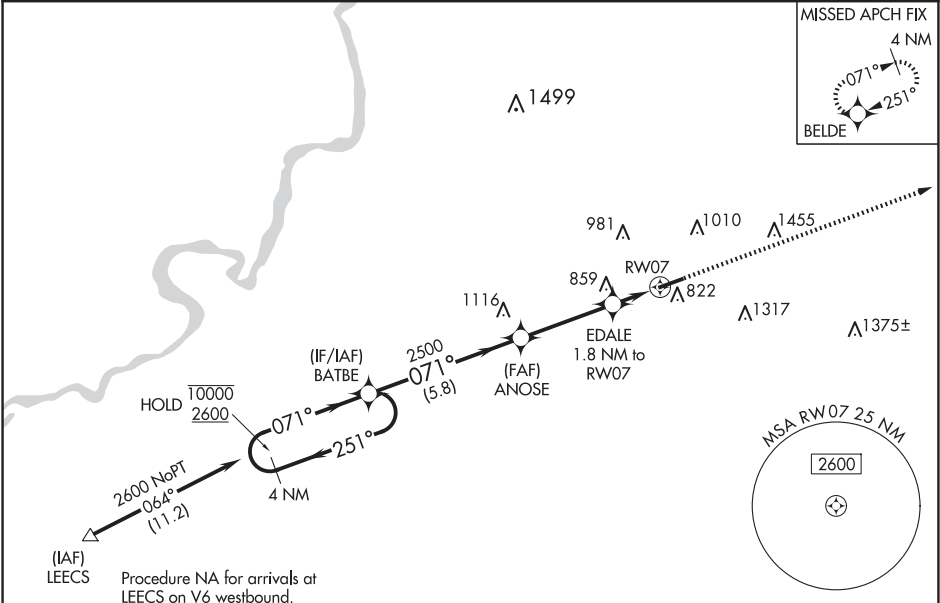 MISSED APCH FIX
4 NM
071°
251°
BELDE
1499
981
1010
1455
RW07
859
822
1116
1317
1375±
EDALE
1.8 NM to
RW07
(IF/IAF)
BATBE
2500
071°
(5.8)
(FAF)
ANOSE
HOLD
10000
2600
071°
251°
4 NM
2600 NoPT
064°
(11.2)
(IAF)
LEECS
Procedure NA for arrivals at
LEECS on V6 westbound.
MSA RW07 25 NM
2600